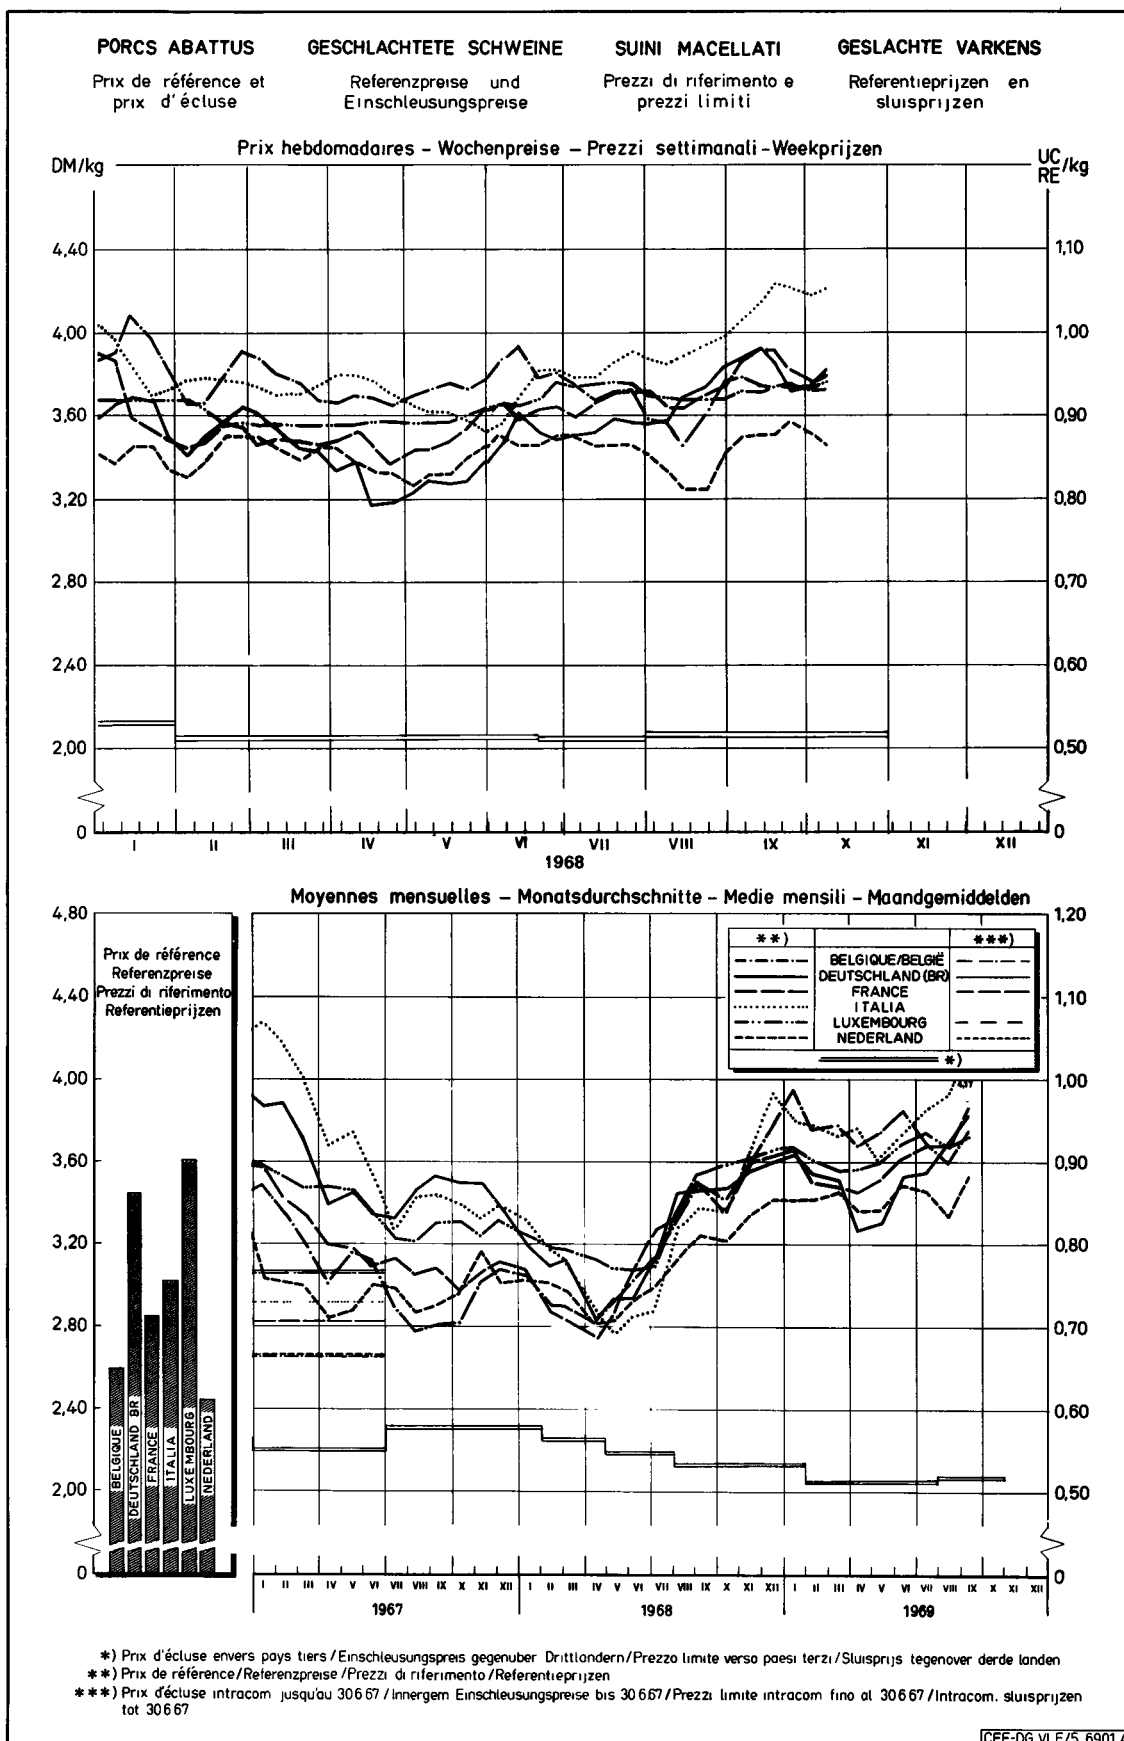 PORCS ABATTUS GESCHLACHTETE SCHWEINE SUINI MACELLATI GESLACHTE VARKENS
Prix de référence et Referenzpreise und Prezzi di riferimento e Referentieprijzen en
prix d'écluse Einschleusungspreise prezzi limiti sluisprijzen
Prix hebdomadaires – Wochenpreise – Prezzi settimanali – Weekprijzen
DM/kg UC RE/kg
4,40 1,10
4,00 1,00
3,60 0,90
3,20 0,80
2,80 0,70
2,40 0,60
2,00 0,50
0 0
I II III IV V VI VII VIII IX X XI XII
1968
Moyennes mensuelles – Monatsdurchschnitte – Medie mensili – Maandgemiddelden
4,80 1,20
Prix de référence
Referenzpreise
Prezzi di riferimento
Referentieprijzen
**) ***)
BELGIQUE/BELGIË
DEUTSCHLAND (BR)
FRANCE
ITALIA
LUXEMBOURG
NEDERLAND
*)
4,40 1,10
4,00 1,00
3,60 0,90
3,20 0,80
2,80 0,70
2,40 0,60
2,00 0,50
0 0
BELGIQUE
DEUTSCHLAND BR
FRANCE
ITALIA
LUXEMBOURG
NEDERLAND
I II III IV V VI VII VIII IX X XI XII I II III IV V VI VII VIII IX X XI XII I II III IV V VI VII VIII IX X XI XII
1967 1968 1969
*) Prix d'écluse envers pays tiers / Einschleusungspreis gegenuber Drittlandern / Prezzo limite verso paesi terzi / Sluisprijs tegenover derde landen
**) Prix de référence / Referenzpreise / Prezzi di riferimento / Referentieprijzen
***) Prix d'écluse intracom jusqu'au 30 6 67 / Innergem Einschleusungspreise bis 30 6 67 / Prezzi limite intracom fino al 30 6 67 / Intracom. sluisprijzen
tot 30 6 67
CEE-DG VI F/5 6901